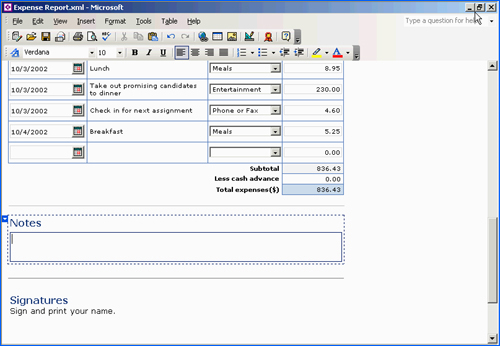 Expense Report.xml - Microsoft
File Edit View Insert Format Tools Table Help
Type a question for help
Verdana 10 B I U A
10/3/2002 Lunch Meals 8.95
10/3/2002 Take out promising candidates to dinner Entertainment 230.00
10/3/2002 Check in for next assignment Phone or Fax 4.60
10/4/2002 Breakfast Meals 5.25
0.00
Subtotal 836.43
Less cash advance 0.00
Total expenses($) 836.43
Notes
Signatures
Sign and print your name.